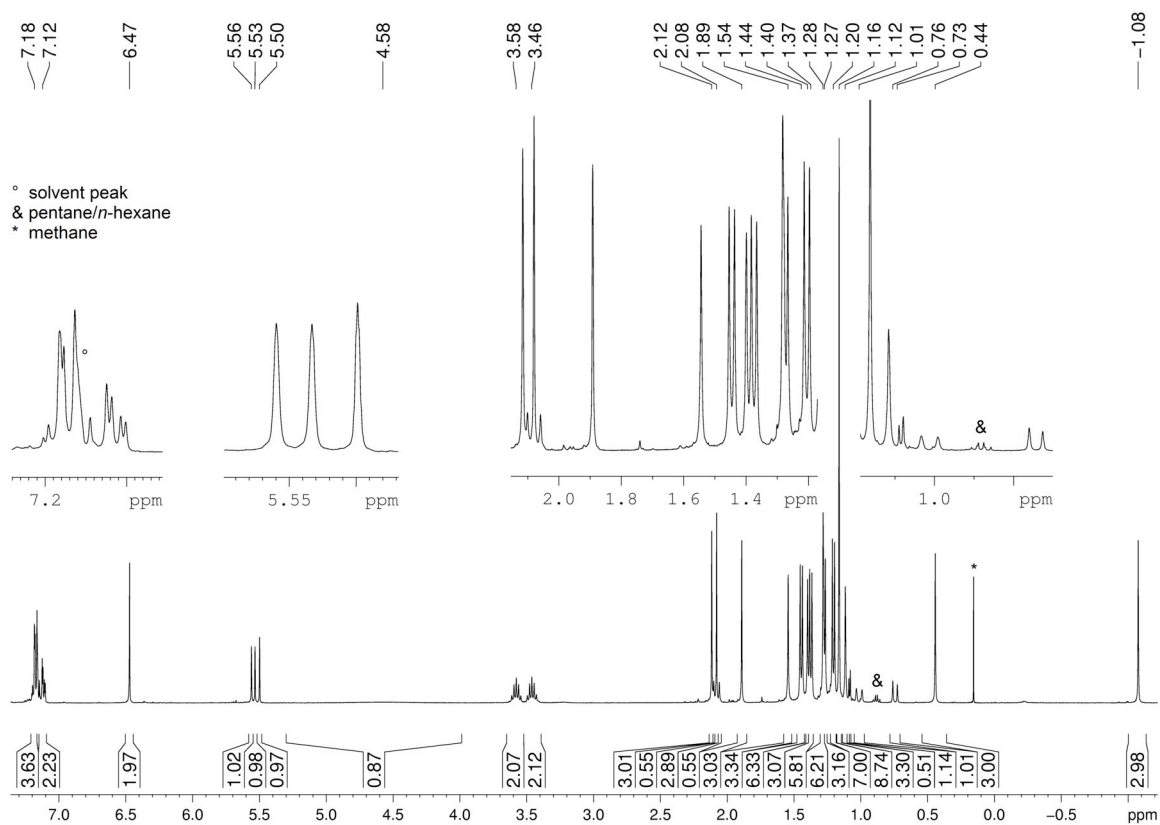 7.18 7.12 6.47 5.56 5.53 5.50 4.58 3.58 3.46 2.12 2.08 1.89 1.54 1.44 1.40 1.37 1.28 1.27 1.20 1.16 1.12 1.01 0.76 0.73 0.44 −1.08
° solvent peak
& pentane/n-hexane
* methane
°
&
7.2 ppm 5.55 ppm 2.0 1.8 1.6 1.4 ppm 1.0 ppm
*
&
3.63 2.23 1.97 1.02 0.98 0.97 0.87 2.07 2.12 3.01 0.55 2.89 0.55 3.03 3.34 6.33 3.07 5.81 6.21 3.16 7.00 8.74 3.30 0.51 1.14 1.01 3.00 2.98
7.0 6.5 6.0 5.5 5.0 4.5 4.0 3.5 3.0 2.5 2.0 1.5 1.0 0.5 0.0 −0.5 ppm